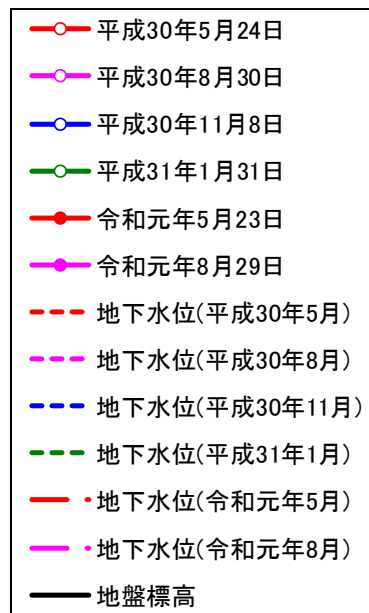 平成30年5月24日
平成30年8月30日
平成30年11月8日
平成31年1月31日
令和元年5月23日
令和元年8月29日
地下水位(平成30年5月)
地下水位(平成30年8月)
地下水位(平成30年11月)
地下水位(平成31年1月)
地下水位(令和元年5月)
地下水位(令和元年8月)
地盤標高